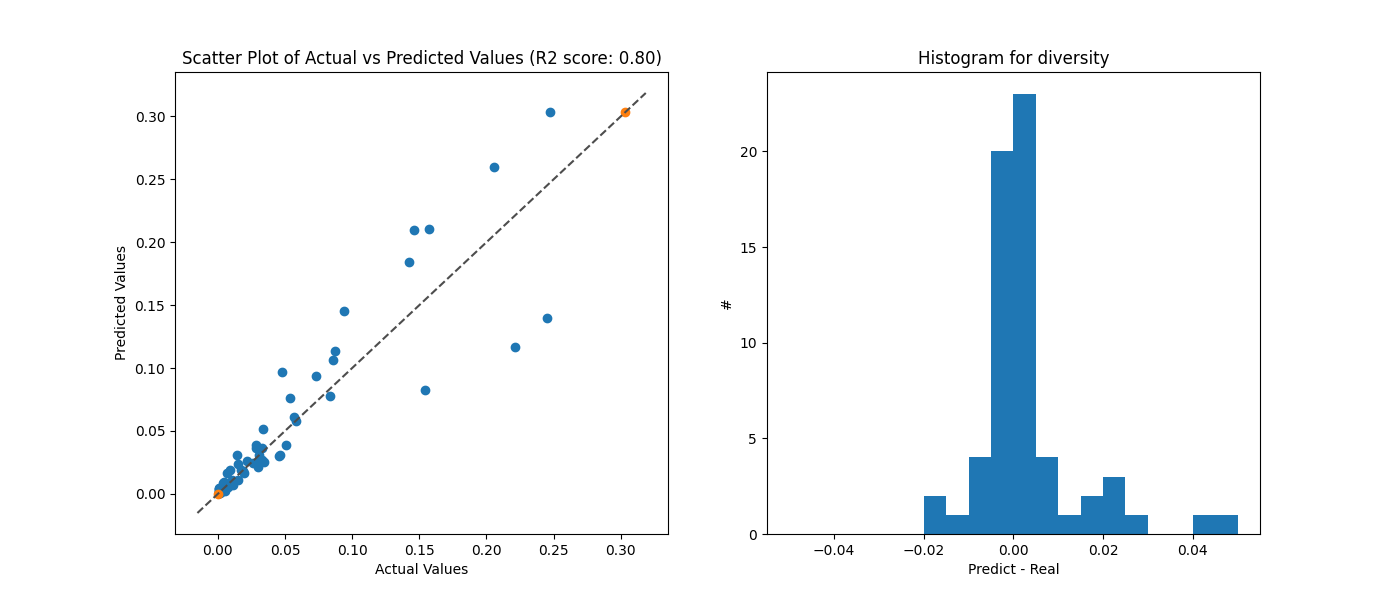 Scatter Plot of Actual vs Predicted Values (R2 score: 0.80)
Predicted Values
0.30
0.25
0.20
0.15
0.10
0.05
0.00
0.00 0.05 0.10 0.15 0.20 0.25 0.30
Actual Values
Histogram for diversity
#
20
15
10
5
0
−0.04 −0.02 0.00 0.02 0.04
Predict - Real